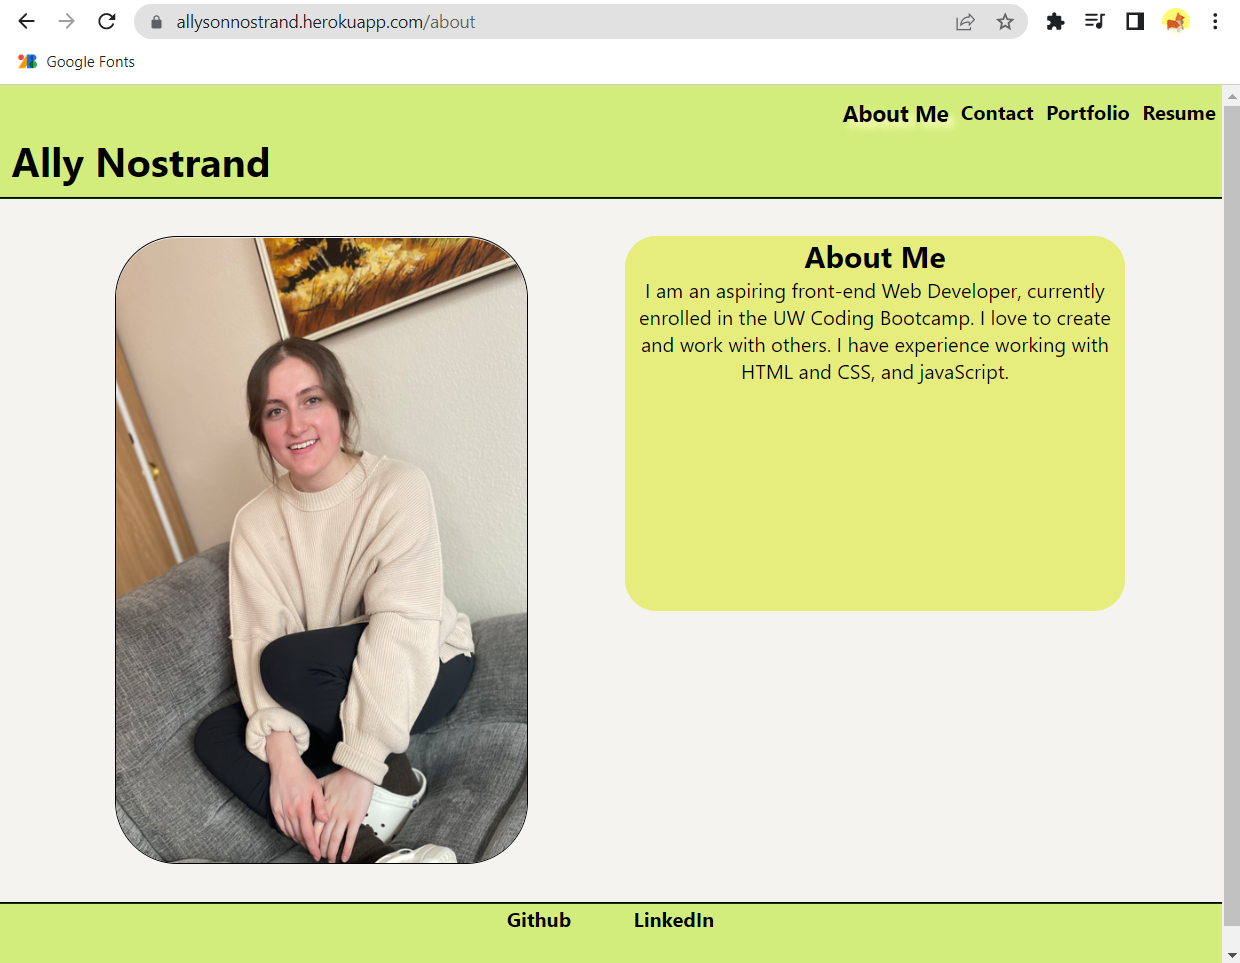 allysonnostrand.herokuapp.com/about
Google Fonts
About Me Contact Portfolio Resume
Ally Nostrand
About Me
I am an aspiring front-end Web Developer, currently
enrolled in the UW Coding Bootcamp. I love to create
and work with others. I have experience working with
HTML and CSS, and javaScript.
Github LinkedIn